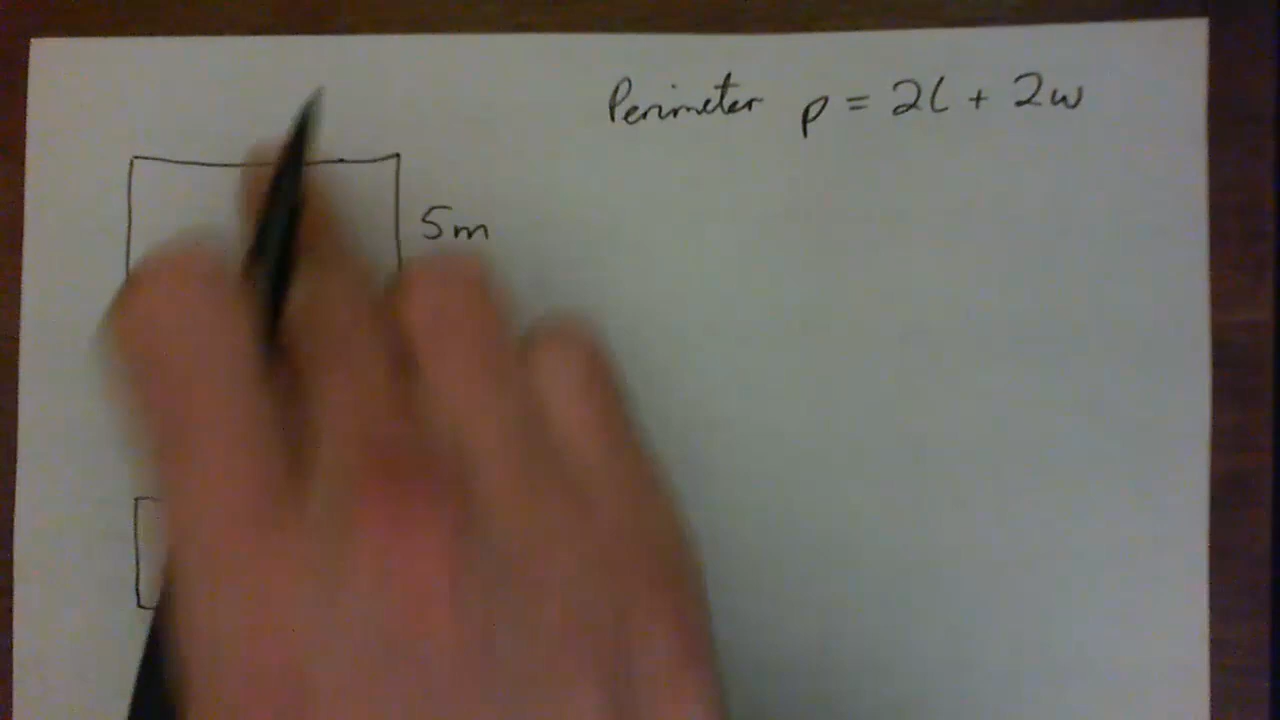 Perimeter p = 2l + 2w
5m